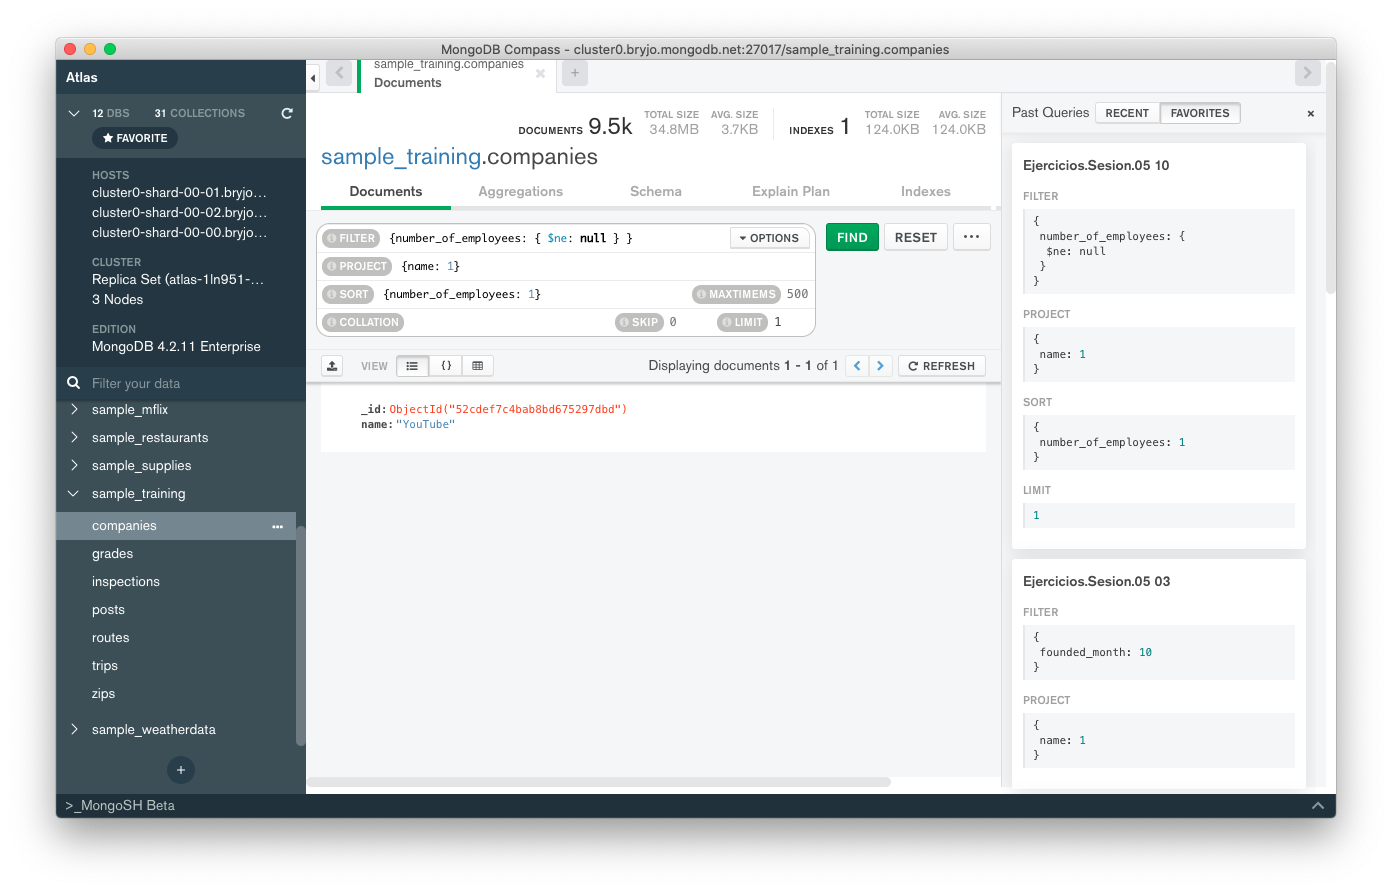 MongoDB Compass - cluster0.bryjo.mongodb.net:27017/sample_training.companies
Atlas
12 DBS 31 COLLECTIONS
FAVORITE
HOSTS
cluster0-shard-00-01.bryjo...
cluster0-shard-00-02.bryjo...
cluster0-shard-00-00.bryjo...
CLUSTER
Replica Set (atlas-1ln951-...
3 Nodes
EDITION
MongoDB 4.2.11 Enterprise
Filter your data
sample_mflix
sample_restaurants
sample_supplies
sample_training
companies
grades
inspections
posts
routes
trips
zips
sample_weatherdata
+
sample_training.companies
Documents
+
DOCUMENTS 9.5k TOTAL SIZE 34.8MB AVG. SIZE 3.7KB INDEXES 1 TOTAL SIZE 124.0KB AVG. SIZE 124.0KB
sample_training.companies
Documents Aggregations Schema Explain Plan Indexes
FILTER {number_of_employees: { $ne: null } } OPTIONS FIND RESET ...
PROJECT {name: 1}
SORT {number_of_employees: 1} MAXTIMEMS 500
COLLATION SKIP 0 LIMIT 1
VIEW {} Displaying documents 1 - 1 of 1 REFRESH
_id: ObjectId("52cdef7c4bab8bd675297dbd")
name: "YouTube"
Past Queries RECENT FAVORITES ×
Ejercicios.Sesion.05 10
FILTER
{
number_of_employees: {
$ne: null
}
}
PROJECT
{
name: 1
}
SORT
{
number_of_employees: 1
}
LIMIT
1
Ejercicios.Sesion.05 03
FILTER
{
founded_month: 10
}
PROJECT
{
name: 1
}
>_MongoSH Beta